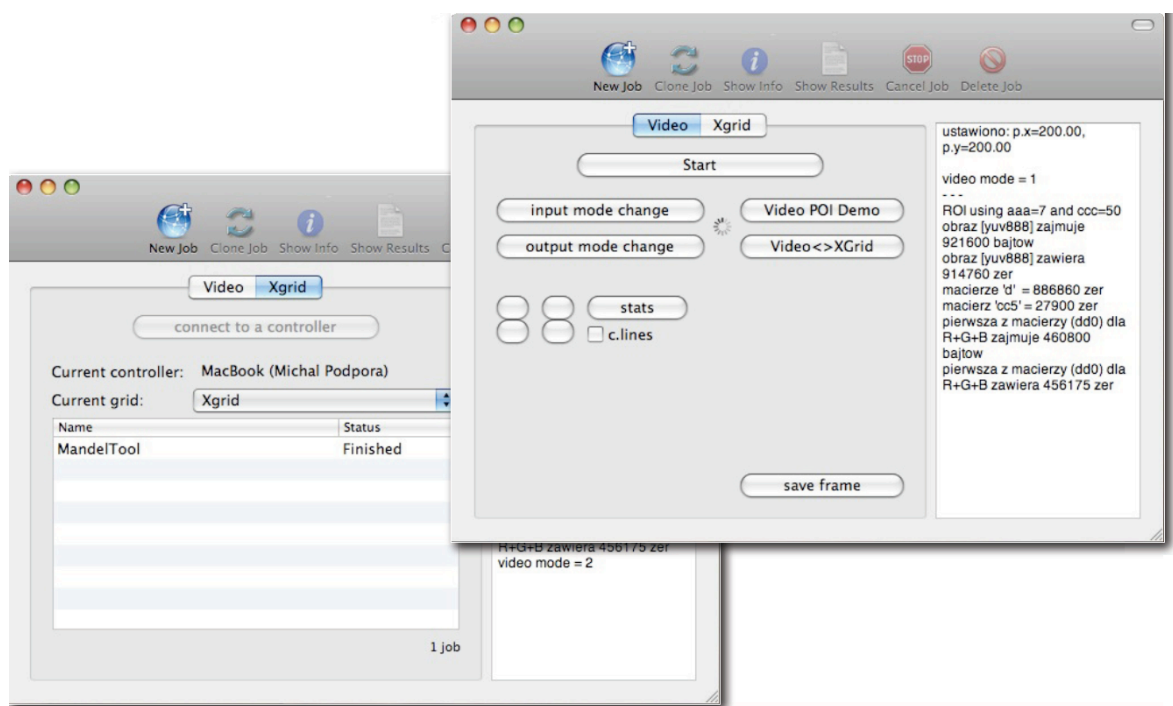 New Job Clone Job Show Info Show Results Cancel Job Delete Job
Video Xgrid
Start
input mode change
Video POI Demo
output mode change
Video<>XGrid
stats
c.lines
save frame
ustawiono: p.x=200.00,
p.y=200.00
video mode = 1
- - -
ROI using aaa=7 and ccc=50
obraz [yuv888] zajmuje
921600 bajtow
obraz [yuv888] zawiera
914760 zer
macierze 'd' = 886860 zer
macierz 'cc5' = 27900 zer
pierwsza z macierzy (dd0) dla
R+G+B zajmuje 460800
bajtow
pierwsza z macierzy (dd0) dla
R+G+B zawiera 456175 zer
New Job Clone Job Show Info Show Results C
Video Xgrid
connect to a controller
Current controller: MacBook (Michal Podpora)
Current grid: Xgrid
Name Status
MandelTool Finished
1 job
R+G+B zawiera 456175 zer
video mode = 2